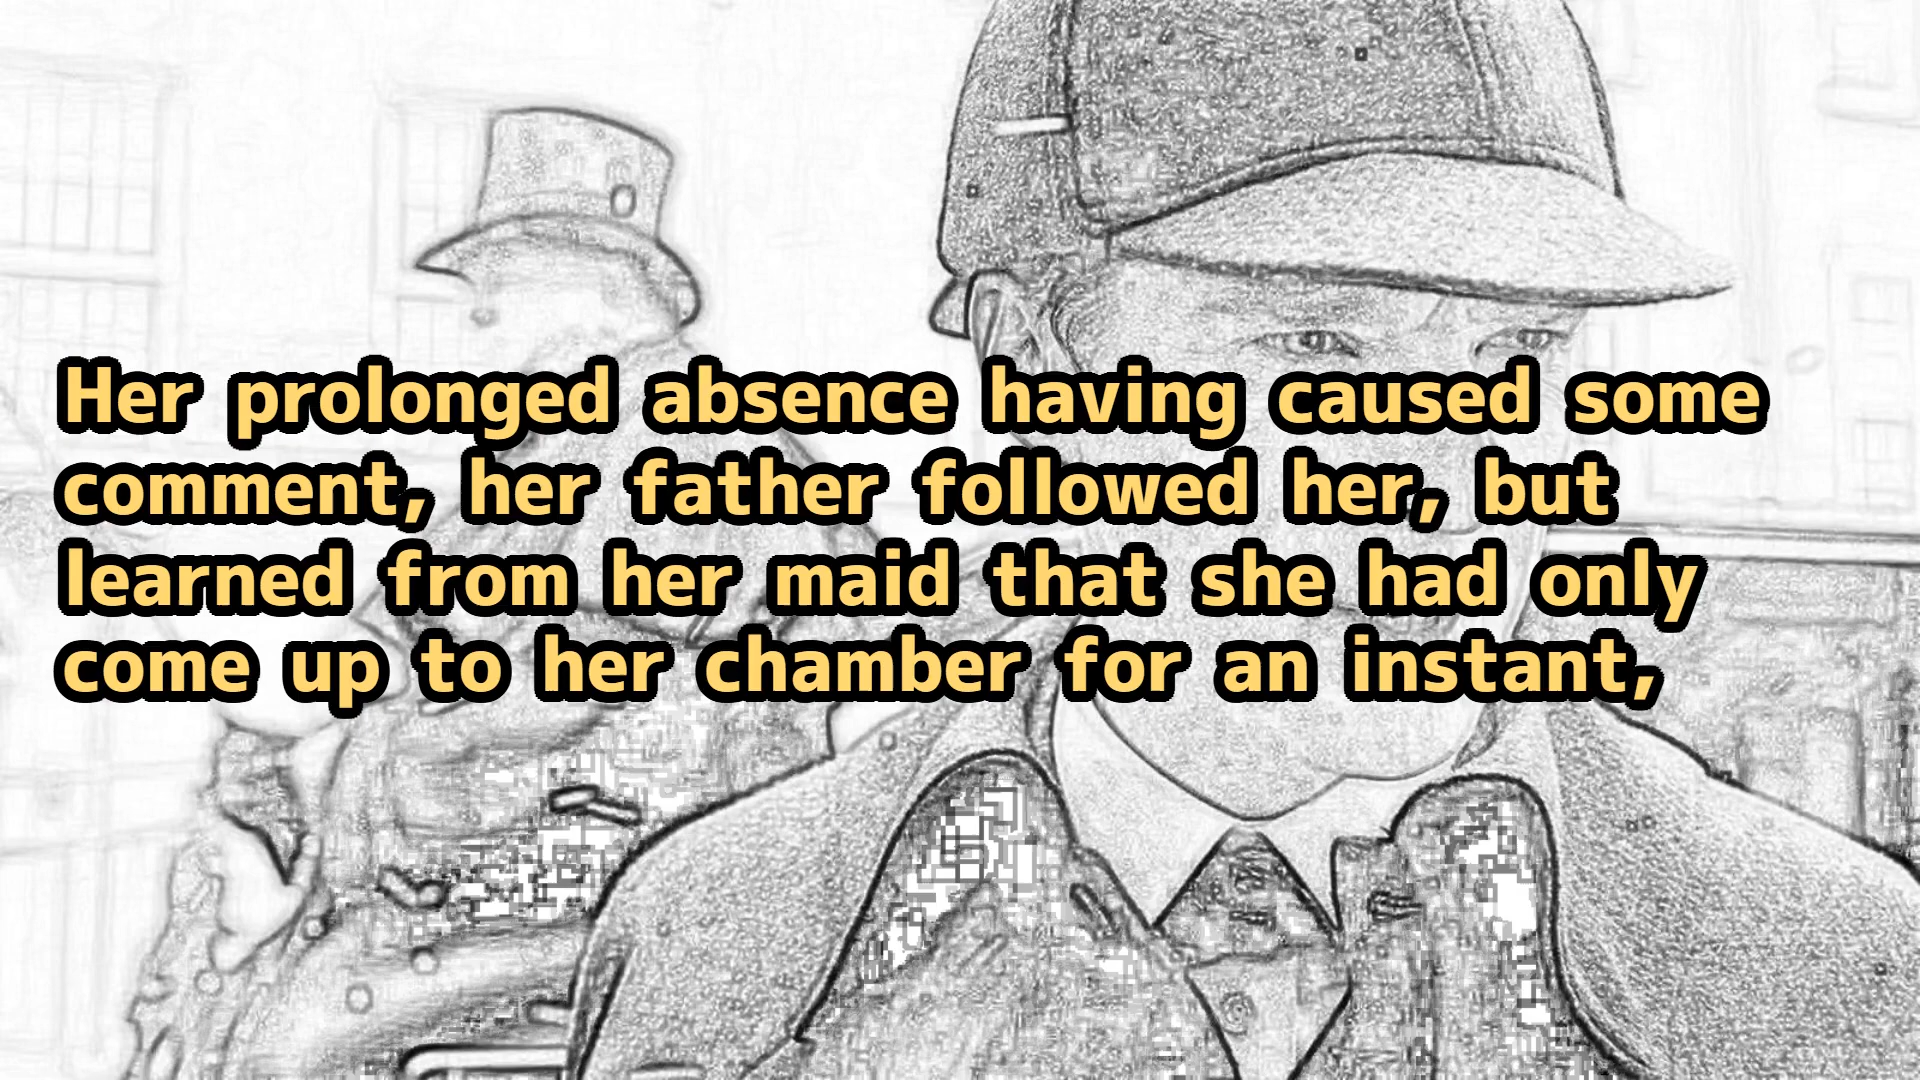 Her prolonged absence having caused some
comment, her father followed her, but
learned from her maid that she had only
come up to her chamber for an instant,